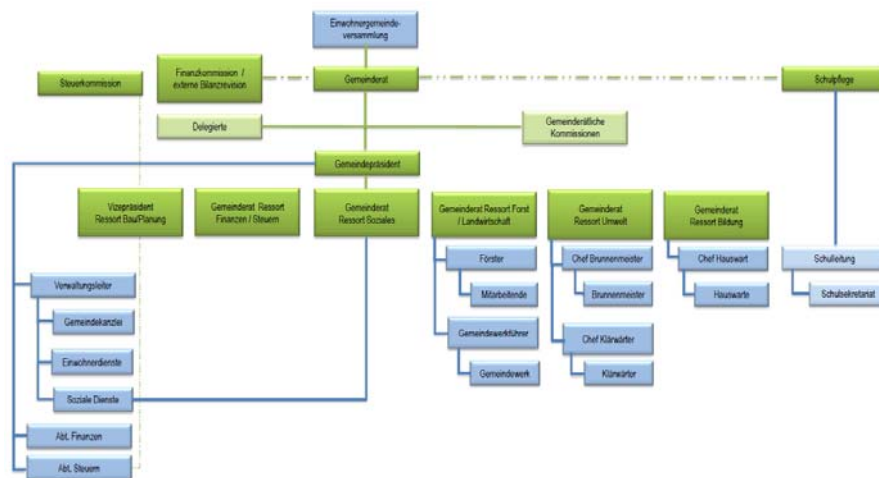 Einwohnergemeinde-
versammlung
Steuerkommission
Finanzkommission /
externe Bilanzrevision
Gemeinderat
Schulpflege
Delegierte
Gemeinderätliche
Kommissionen
Gemeindepräsident
Vizepräsident
Ressort Bau/Planung
Gemeinderat Ressort
Finanzen / Steuern
Gemeinderat
Ressort Soziales
Gemeinderat Ressort Forst
/ Landwirtschaft
Gemeinderat
Ressort Umwelt
Gemeinderat
Ressort Bildung
Förster
Chef Brunnenmeister
Chef Hauswart
Schulleitung
Verwaltungsleiter
Mitarbeitende
Brunnenmeister
Hauswarte
Schulsekretariat
Gemeindekanzlei
Gemeindewerkführer
Chef Klärwärter
Einwohnerdienste
Gemeindewerk
Klärwärter
Soziale Dienste
Abt. Finanzen
Abt. Steuern